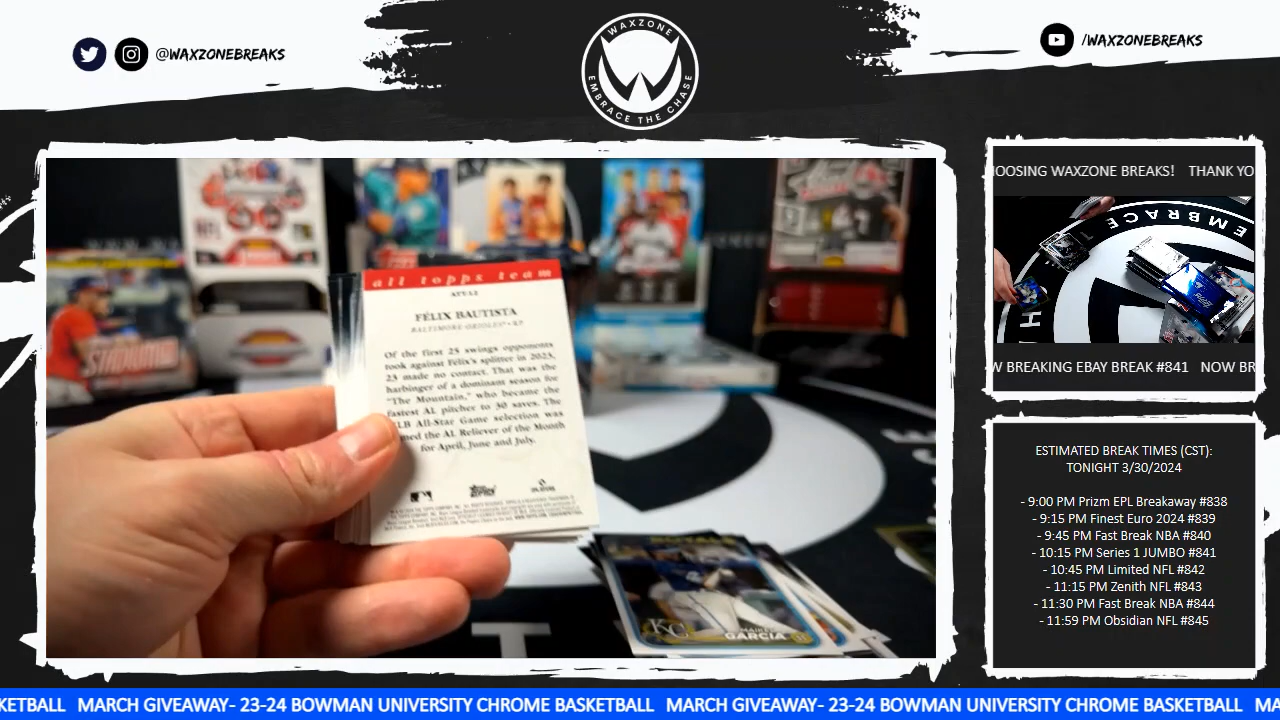 @WAXZONEBREAKS
WAXZONE
EMBRACE THE CHASE
/WAXZONEBREAKS
all topps team
FÉLIX BAUTISTA
BALTIMORE ORIOLES
Of the first 25 swings opponents
took against Félix's splitter in 2023,
23 made no contact. That was the
harbinger of a dominant season for
"The Mountain," who became the
fastest AL pitcher to 30 saves. The
All-Star Game selection was
the AL Reliever of the Month
for April, June and July.
GARCIA
KC
STADIUM
NFL
OOSING WAXZONE BREAKS! THANK YO
EMBRACE
W BREAKING EBAY BREAK #841 NOW BR
ESTIMATED BREAK TIMES (CST):
TONIGHT 3/30/2024
- 9:00 PM Prizm EPL Breakaway #838
- 9:15 PM Finest Euro 2024 #839
- 9:45 PM Fast Break NBA #840
- 10:15 PM Series 1 JUMBO #841
- 10:45 PM Limited NFL #842
- 11:15 PM Zenith NFL #843
- 11:30 PM Fast Break NBA #844
- 11:59 PM Obsidian NFL #845
KETBALL MARCH GIVEAWAY- 23-24 BOWMAN UNIVERSITY CHROME BASKETBALL MARCH GIVEAWAY- 23-24 BOWMAN UNIVERSITY CHROME BASKETBALL MA